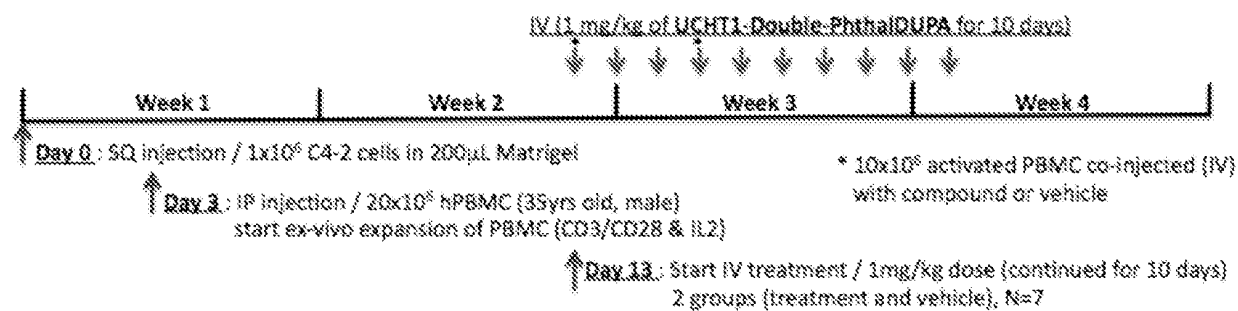 IV (1 mg/kg of UCHT1-Double-PhthalDUPA for 10 days)
* *
Week 1 Week 2 Week 3 Week 4
Day 0 : SQ injection / 1x10⁶ C4-2 cells in 200µL Matrigel
* 10x10⁶ activated PBMC co-injected (IV)
with compound or vehicle
Day 3 : IP injection / 20x10⁶ hPBMC (35yrs old, male)
start ex-vivo expansion of PBMC (CD3/CD28 & IL2)
Day 13 : Start IV treatment / 1mg/kg dose (continued for 10 days)
2 groups (treatment and vehicle), N=7